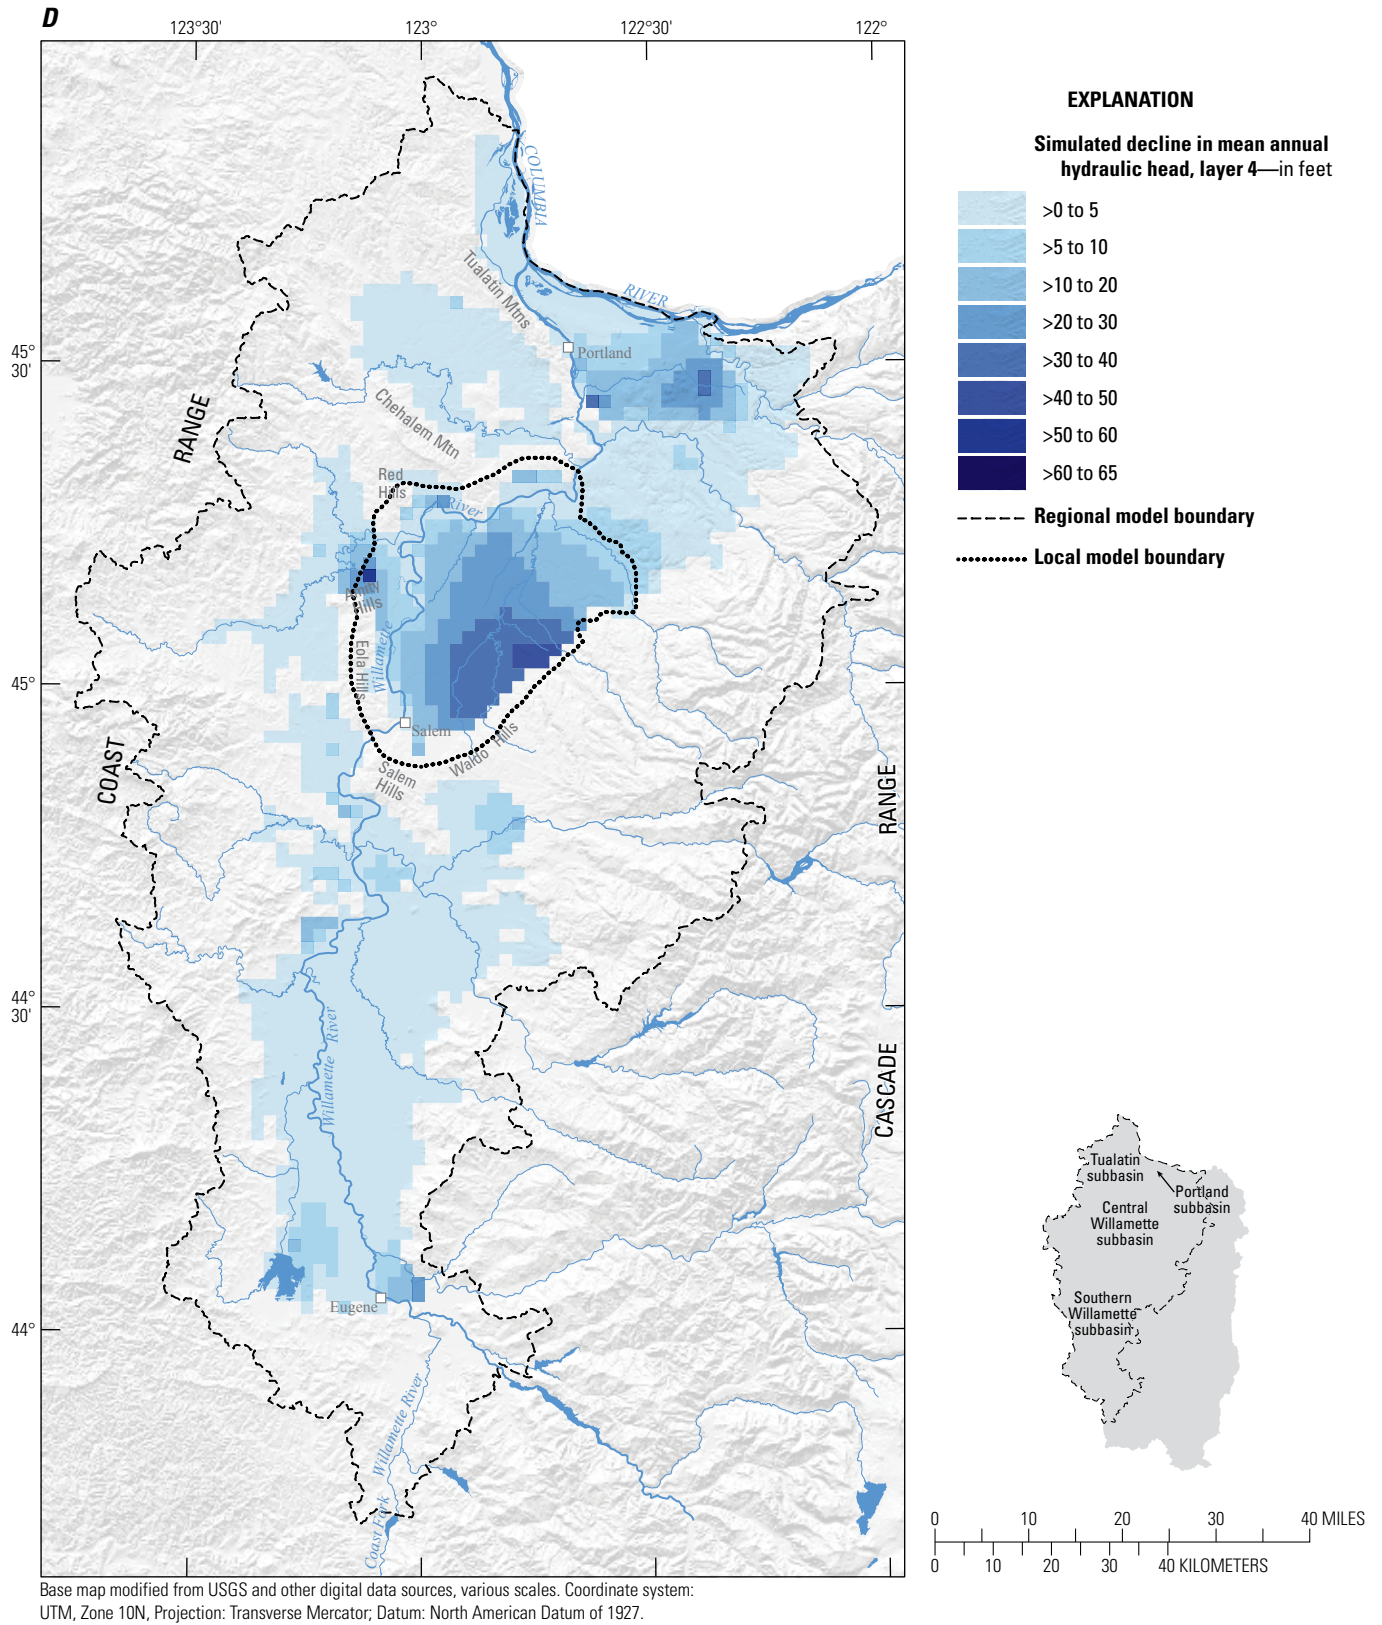 D
123°30'
123°
122°30'
122°
45°
30'
45°
44°
30'
44°
COLUMBIA
RIVER
Tualatin Mtns
Portland
Chehalem Mtn
RANGE
Red
Hills
River
Amity
Hills
Eola Hills
Willamette
Salem
Waldo Hills
Salem
Hills
COAST
RANGE
CASCADE
Willamette River
Eugene
Coast Fork Willamette River
EXPLANATION
Simulated decline in mean annual
hydraulic head, layer 4—in feet
>0 to 5
>5 to 10
>10 to 20
>20 to 30
>30 to 40
>40 to 50
>50 to 60
>60 to 65
Regional model boundary
Local model boundary
Tualatin
subbasin
Portland
subbasin
Central
Willamette
subbasin
Southern
Willamette
subbasin
0 10 20 30 40 MILES
0 10 20 30 40 KILOMETERS
Base map modified from USGS and other digital data sources, various scales. Coordinate system:
UTM, Zone 10N, Projection: Transverse Mercator; Datum: North American Datum of 1927.